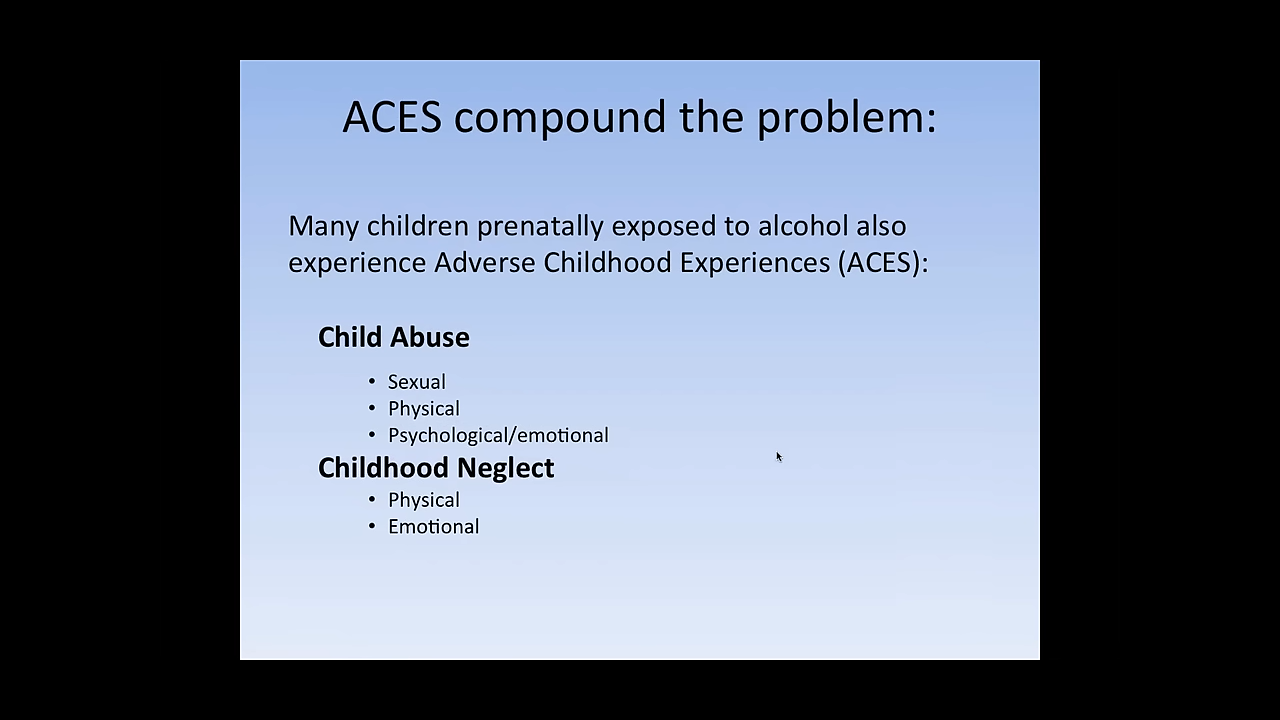 ACES compound the problem:
Many children prenatally exposed to alcohol also
experience Adverse Childhood Experiences (ACES):
Child Abuse
• Sexual
• Physical
• Psychological/emotional
Childhood Neglect
• Physical
• Emotional